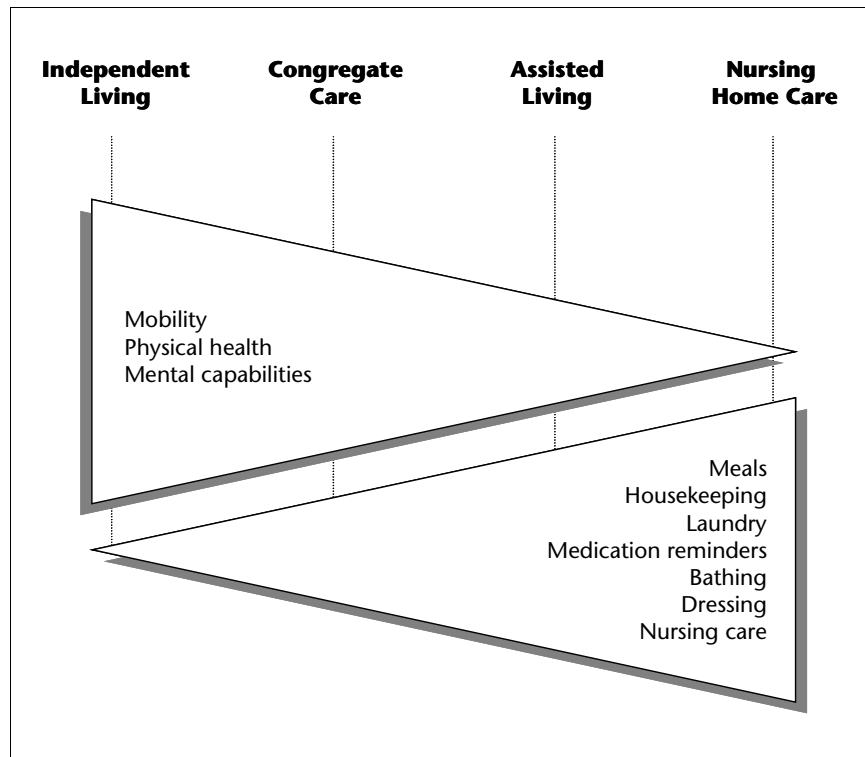 Independent
Living
Congregate
Care
Assisted
Living
Nursing
Home Care
Mobility
Physical health
Mental capabilities
Meals
Housekeeping
Laundry
Medication reminders
Bathing
Dressing
Nursing care